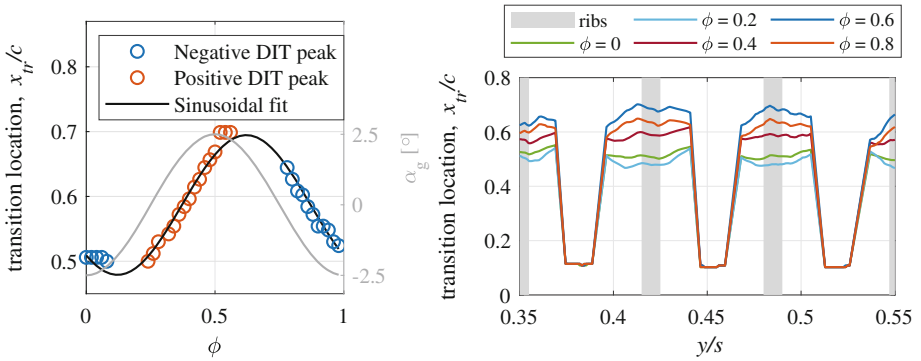 Negative DIT peak
Positive DIT peak
Sinusoidal fit
transition location, x_tr/c
0.8
0.7
0.6
0.5
0
0.5
1
ϕ
2.5
0
-2.5
α_g [°]
ribs
ϕ = 0.2
ϕ = 0.6
ϕ = 0
ϕ = 0.4
ϕ = 0.8
transition location, x_tr/c
0.8
0.6
0.4
0.2
0
0.35
0.4
0.45
0.5
0.55
y/s